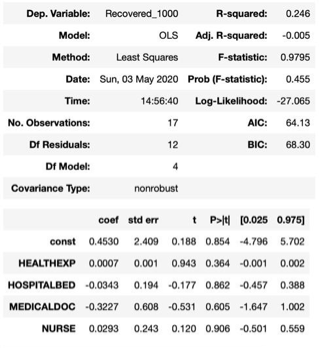 Dep. Variable: Recovered_1000 R-squared: 0.246
Model: OLS Adj. R-squared: -0.005
Method: Least Squares F-statistic: 0.9795
Date: Sun, 03 May 2020 Prob (F-statistic): 0.455
Time: 14:56:40 Log-Likelihood: -27.065
No. Observations: 17 AIC: 64.13
Df Residuals: 12 BIC: 68.30
Df Model: 4
Covariance Type: nonrobust
coef std err t P>|t| [0.025 0.975]
const 0.4530 2.409 0.188 0.854 -4.796 5.702
HEALTHEXP 0.0007 0.001 0.943 0.364 -0.001 0.002
HOSPITALBED -0.0343 0.194 -0.177 0.862 -0.457 0.388
MEDICALDOC -0.3227 0.608 -0.531 0.605 -1.647 1.002
NURSE 0.0293 0.243 0.120 0.906 -0.501 0.559